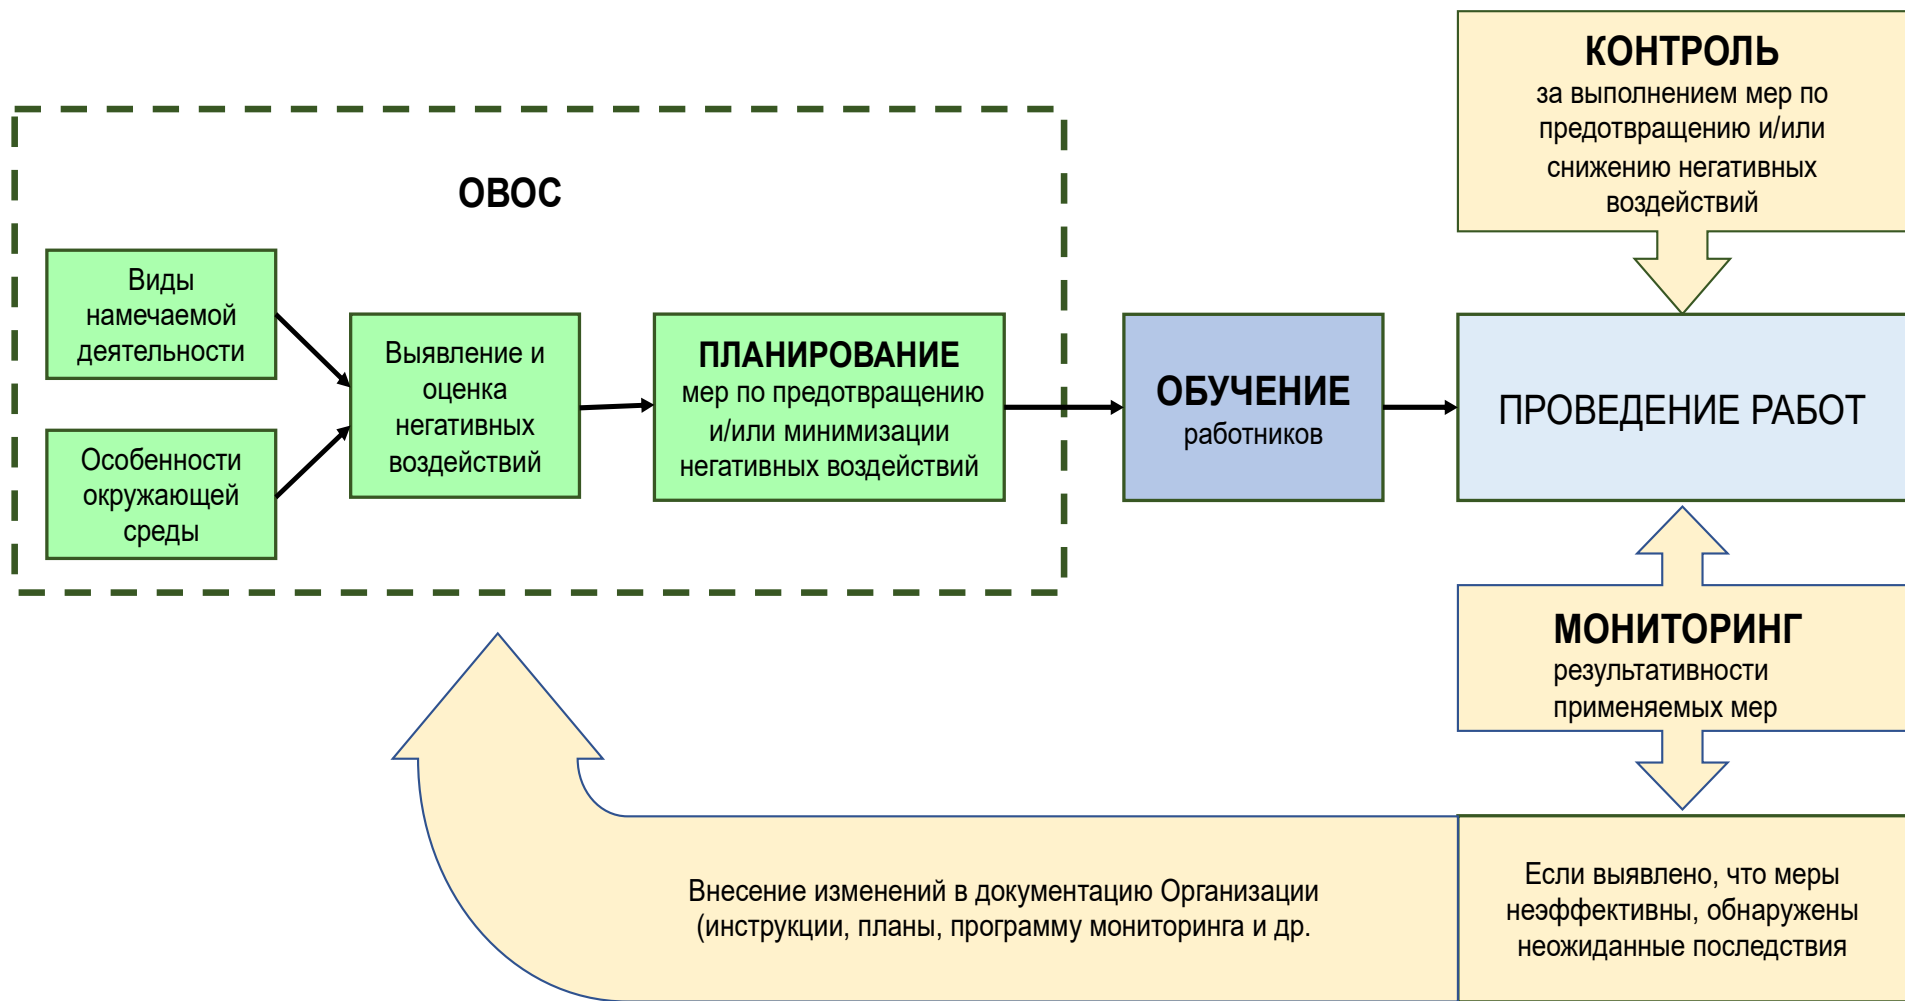 КОНТРОЛЬ
за выполнением мер по
предотвращению и/или
снижению негативных
воздействий
ОВОС
Виды
намечаемой
деятельности
Особенности
окружающей
среды
Выявление и
оценка
негативных
воздействий
ПЛАНИРОВАНИЕ
мер по предотвращению
и/или минимизации
негативных воздействий
ОБУЧЕНИЕ
работников
ПРОВЕДЕНИЕ РАБОТ
МОНИТОРИНГ
результативности
применяемых мер
Внесение изменений в документацию Организации
(инструкции, планы, программу мониторинга и др.
Если выявлено, что меры
неэффективны, обнаружены
неожиданные последствия